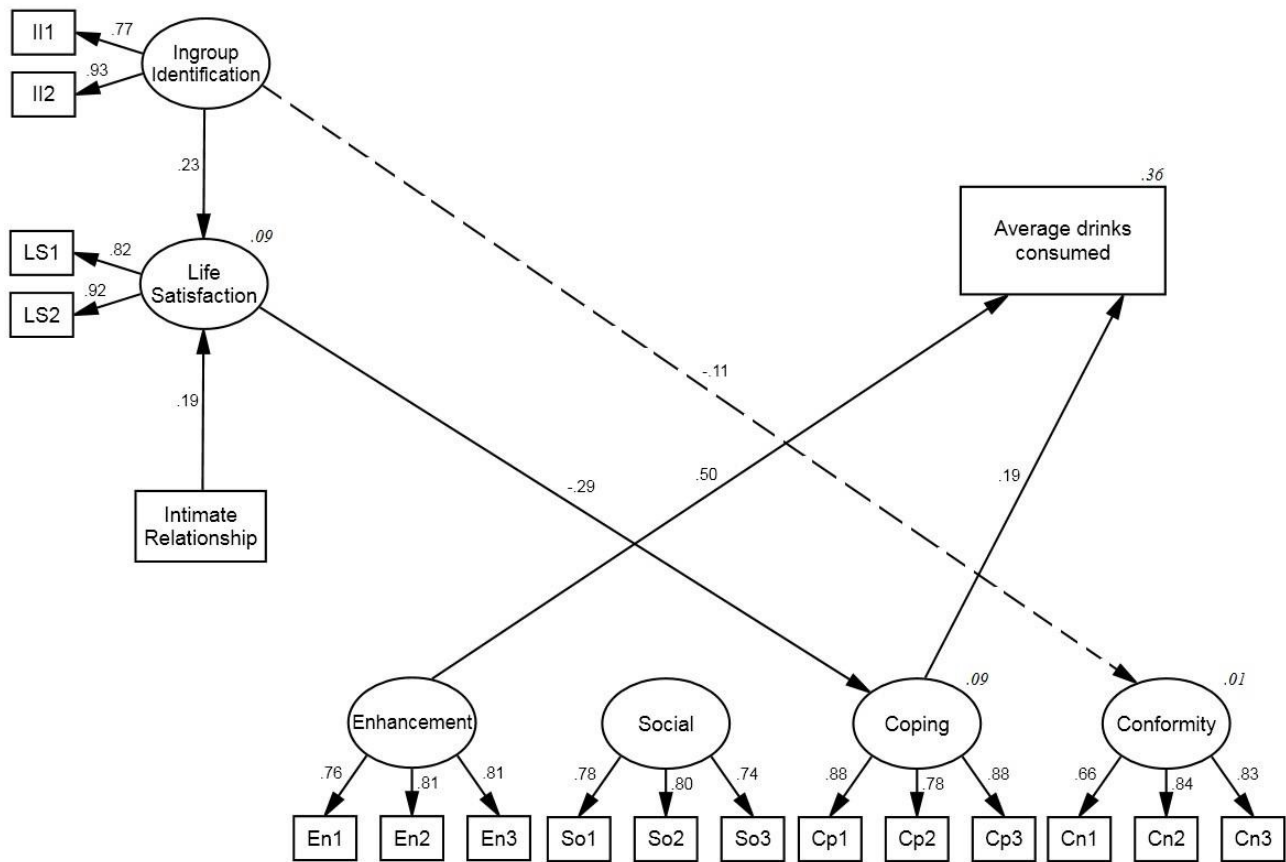 II1
.77
Ingroup
Identification
.93
II2
.23
.36
Average drinks
consumed
LS1
.82
.09
Life
Satisfaction
.92
LS2
-.11
.19
-.29
.50
.19
Intimate
Relationship
Enhancement
Social
.09
Coping
.01
Conformity
.76
.81
.81
.78
.80
.74
.88
.78
.88
.66
.84
.83
En1
En2
En3
So1
So2
So3
Cp1
Cp2
Cp3
Cn1
Cn2
Cn3